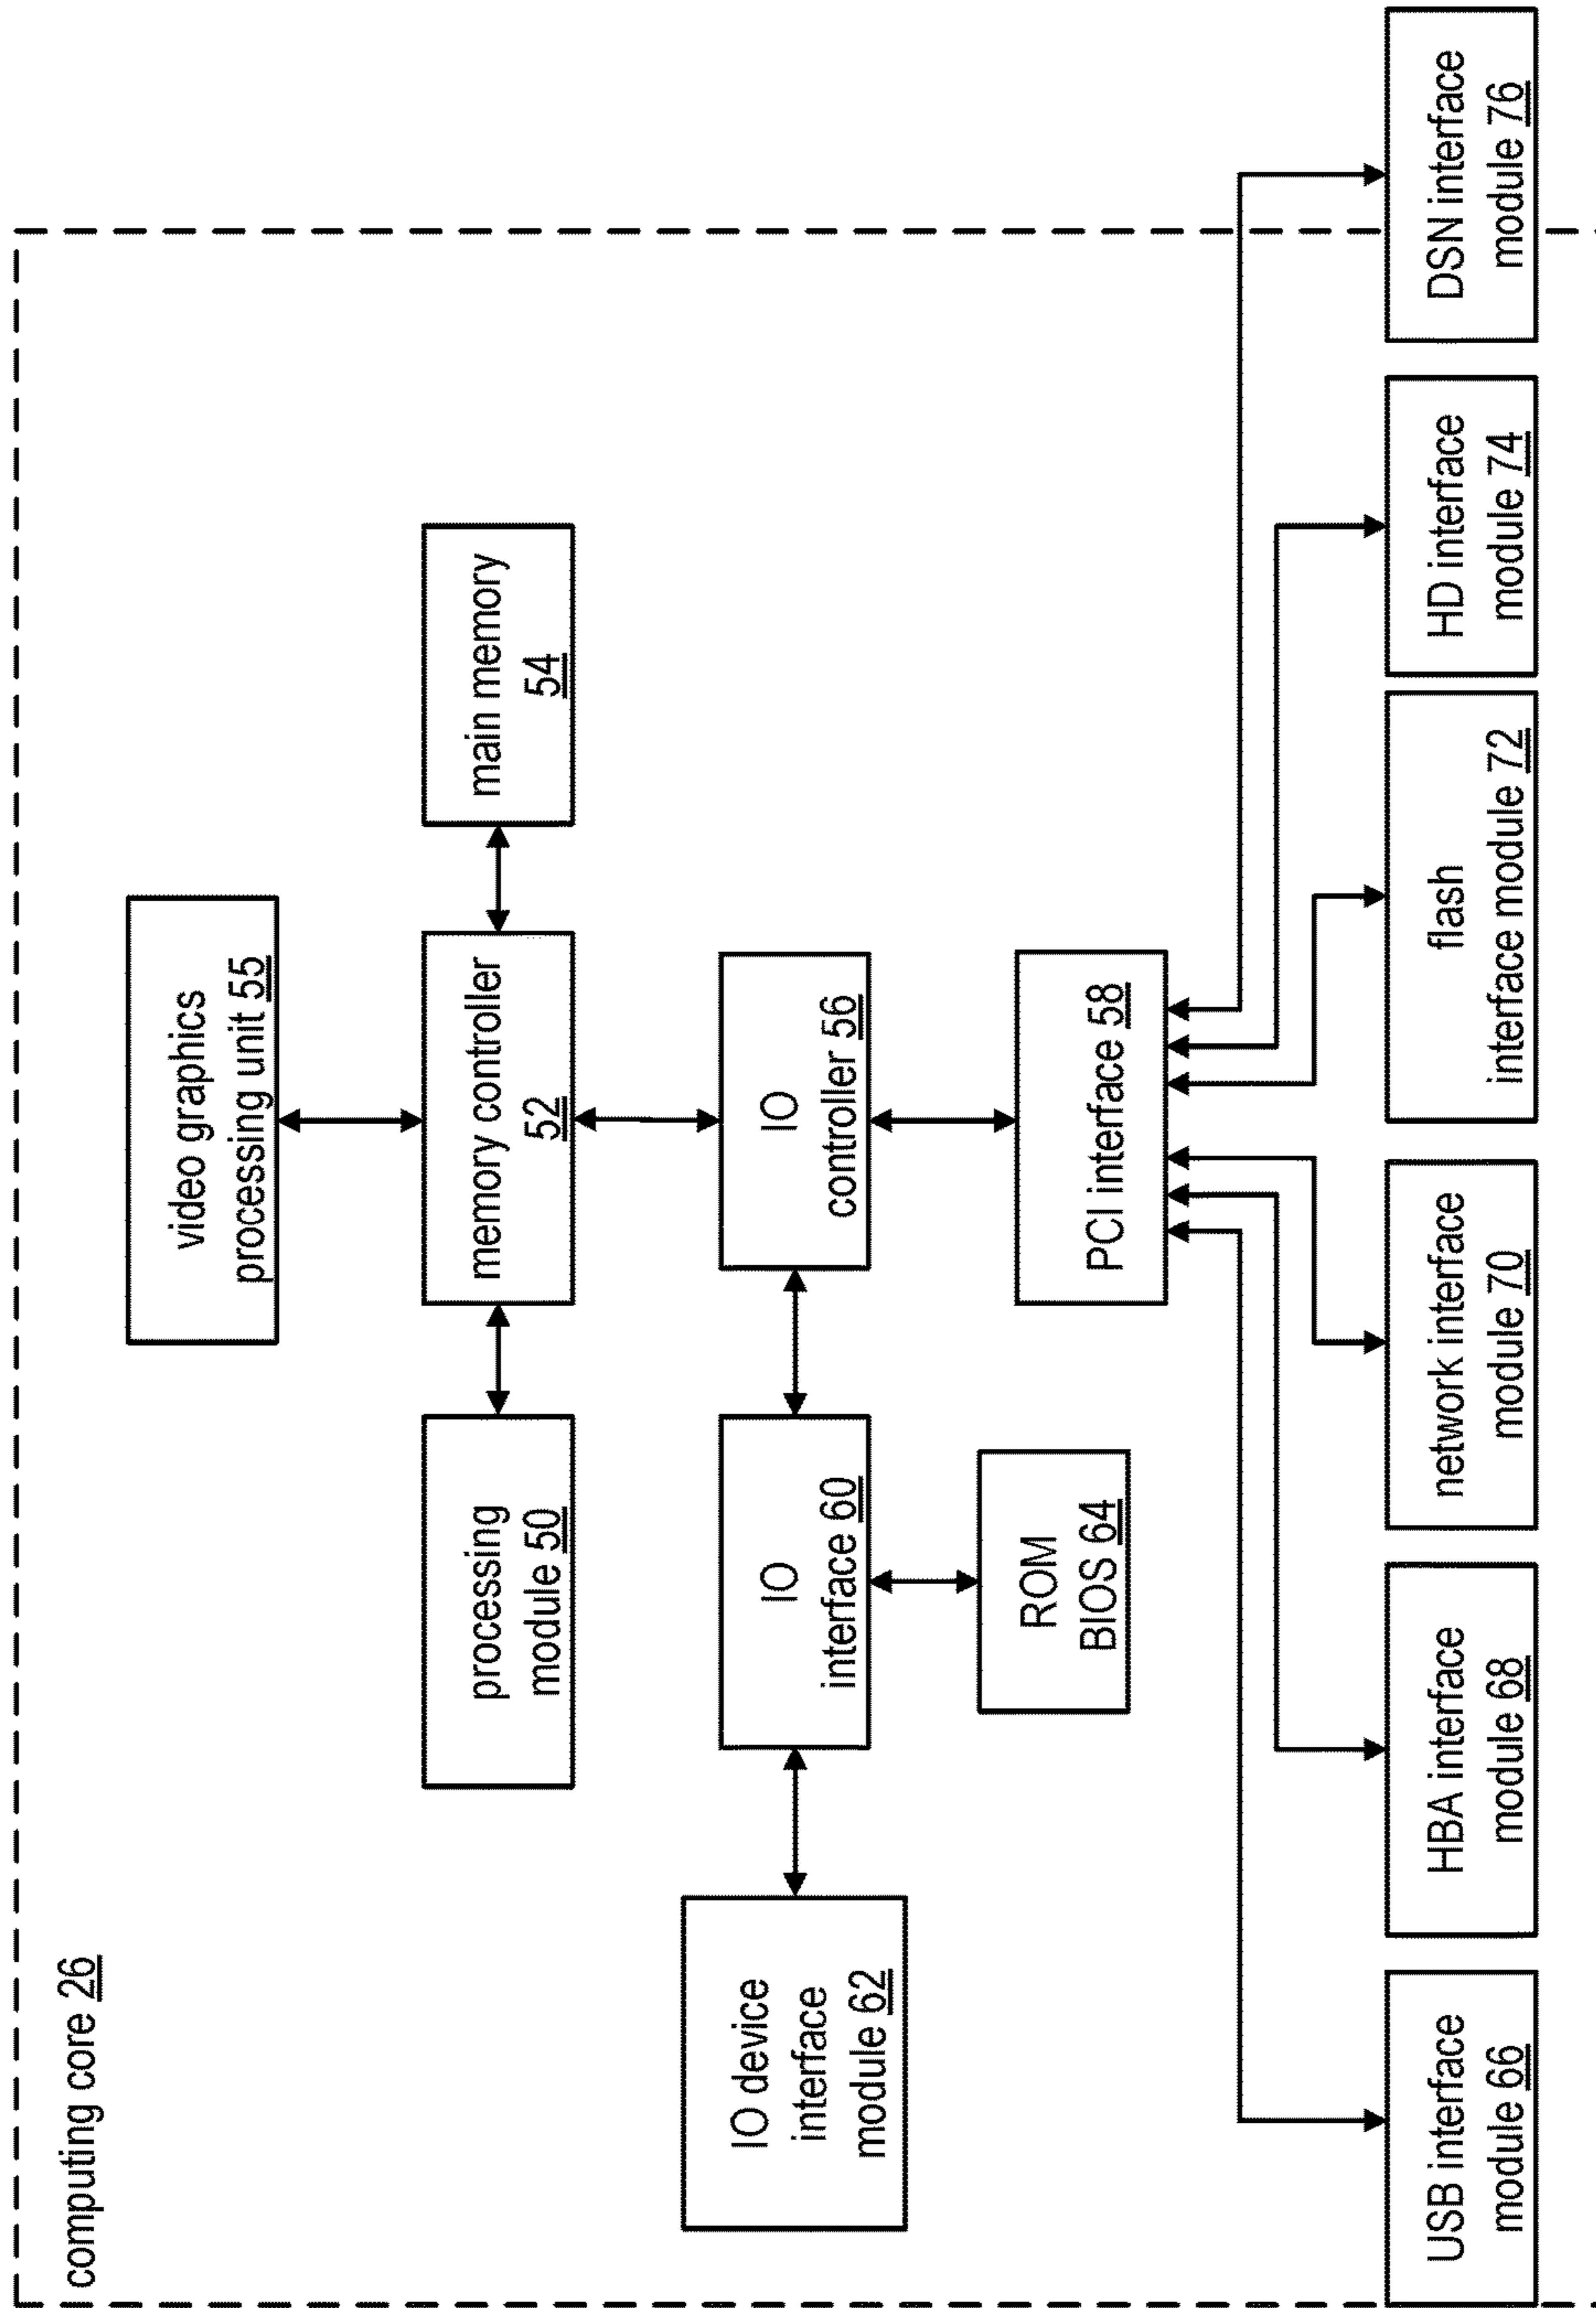 computing core 26
video graphics
processing unit 55
processing
module 50
memory controller
52
main memory
54
IO device
interface
module 62
IO
interface 60
IO
controller 56
ROM
BIOS 64
PCI interface 58
USB interface
module 66
HBA interface
module 68
network interface
module 70
flash
interface module 72
HD interface
module 74
DSN interface
module 76